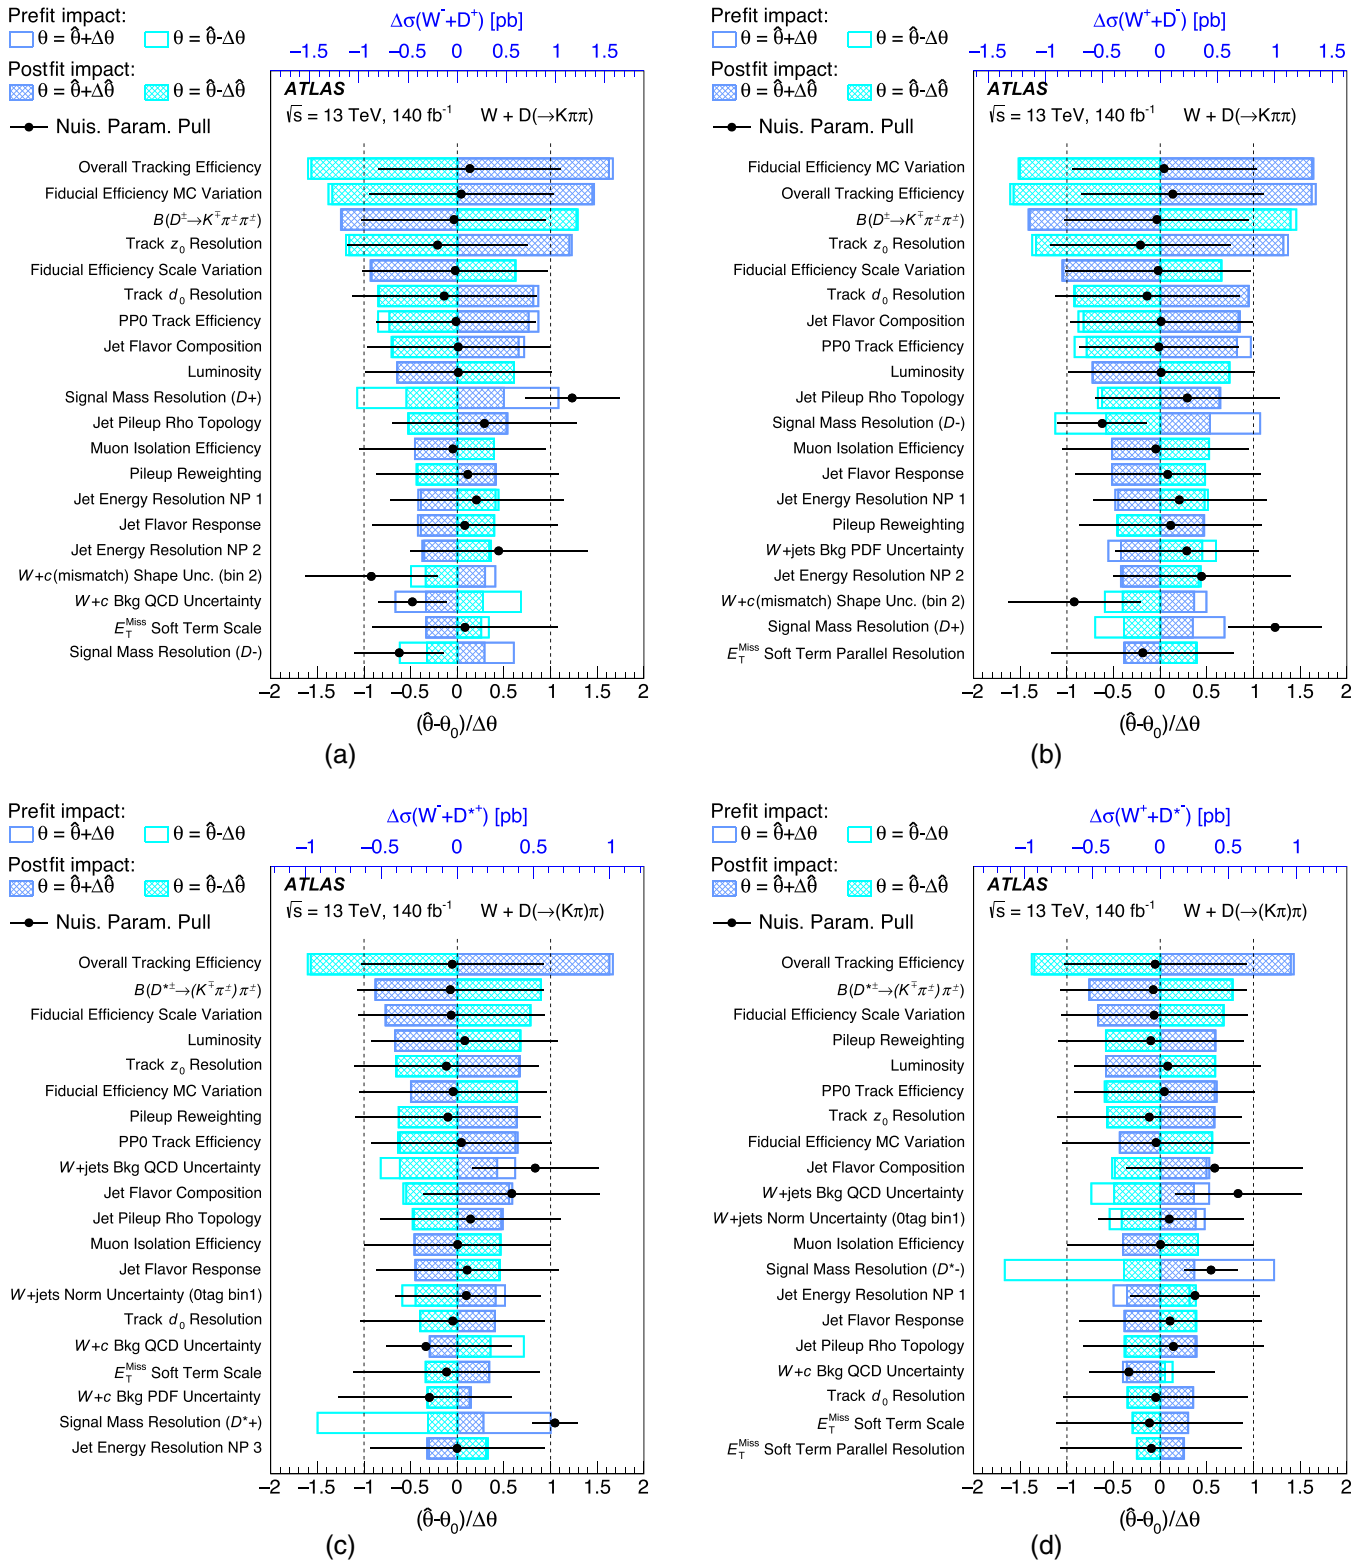 Prefit impact:
Δσ(W⁻+D⁺) [pb]
θ = θ̂+Δθ θ = θ̂-Δθ
−1.5 −1 −0.5 0 0.5 1 1.5
Postfit impact:
θ = θ̂+Δθ̂ θ = θ̂-Δθ̂
Nuis. Param. Pull
ATLAS
√s = 13 TeV, 140 fb⁻¹ W + D(→Kππ)
Overall Tracking Efficiency
Fiducial Efficiency MC Variation
B(D^±→K^∓π^±π^±)
Track z₀ Resolution
Fiducial Efficiency Scale Variation
Track d₀ Resolution
PP0 Track Efficiency
Jet Flavor Composition
Luminosity
Signal Mass Resolution (D+)
Jet Pileup Rho Topology
Muon Isolation Efficiency
Pileup Reweighting
Jet Energy Resolution NP 1
Jet Flavor Response
Jet Energy Resolution NP 2
W+c(mismatch) Shape Unc. (bin 2)
W+c Bkg QCD Uncertainty
E_T^Miss Soft Term Scale
Signal Mass Resolution (D-)
−2 −1.5 −1 −0.5 0 0.5 1 1.5 2
(θ̂-θ₀)/Δθ
(a)
Prefit impact:
Δσ(W⁺+D⁻) [pb]
θ = θ̂+Δθ θ = θ̂-Δθ
−1.5 −1 −0.5 0 0.5 1 1.5
Postfit impact:
θ = θ̂+Δθ̂ θ = θ̂-Δθ̂
Nuis. Param. Pull
ATLAS
√s = 13 TeV, 140 fb⁻¹ W + D(→Kππ)
Fiducial Efficiency MC Variation
Overall Tracking Efficiency
B(D^±→K^∓π^±π^±)
Track z₀ Resolution
Fiducial Efficiency Scale Variation
Track d₀ Resolution
Jet Flavor Composition
PP0 Track Efficiency
Luminosity
Jet Pileup Rho Topology
Signal Mass Resolution (D-)
Muon Isolation Efficiency
Jet Flavor Response
Jet Energy Resolution NP 1
Pileup Reweighting
W+jets Bkg PDF Uncertainty
Jet Energy Resolution NP 2
W+c(mismatch) Shape Unc. (bin 2)
Signal Mass Resolution (D+)
E_T^Miss Soft Term Parallel Resolution
−2 −1.5 −1 −0.5 0 0.5 1 1.5 2
(θ̂-θ₀)/Δθ
(b)
Prefit impact:
Δσ(W⁻+D*⁺) [pb]
θ = θ̂+Δθ θ = θ̂-Δθ
−1 −0.5 0 0.5 1
Postfit impact:
θ = θ̂+Δθ̂ θ = θ̂-Δθ̂
Nuis. Param. Pull
ATLAS
√s = 13 TeV, 140 fb⁻¹ W + D(→(Kπ)π)
Overall Tracking Efficiency
B(D*^±→(K^∓π^±)π^±)
Fiducial Efficiency Scale Variation
Luminosity
Track z₀ Resolution
Fiducial Efficiency MC Variation
Pileup Reweighting
PP0 Track Efficiency
W+jets Bkg QCD Uncertainty
Jet Flavor Composition
Jet Pileup Rho Topology
Muon Isolation Efficiency
Jet Flavor Response
W+jets Norm Uncertainty (0tag bin1)
Track d₀ Resolution
W+c Bkg QCD Uncertainty
E_T^Miss Soft Term Scale
W+c Bkg PDF Uncertainty
Signal Mass Resolution (D*+)
Jet Energy Resolution NP 3
−2 −1.5 −1 −0.5 0 0.5 1 1.5 2
(θ̂-θ₀)/Δθ
(c)
Prefit impact:
Δσ(W⁺+D*⁻) [pb]
θ = θ̂+Δθ θ = θ̂-Δθ
−1 −0.5 0 0.5 1
Postfit impact:
θ = θ̂+Δθ̂ θ = θ̂-Δθ̂
Nuis. Param. Pull
ATLAS
√s = 13 TeV, 140 fb⁻¹ W + D(→(Kπ)π)
Overall Tracking Efficiency
B(D*^±→(K^∓π^±)π^±)
Fiducial Efficiency Scale Variation
Pileup Reweighting
Luminosity
PP0 Track Efficiency
Track z₀ Resolution
Fiducial Efficiency MC Variation
Jet Flavor Composition
W+jets Bkg QCD Uncertainty
W+jets Norm Uncertainty (0tag bin1)
Muon Isolation Efficiency
Signal Mass Resolution (D*-)
Jet Energy Resolution NP 1
Jet Flavor Response
Jet Pileup Rho Topology
W+c Bkg QCD Uncertainty
Track d₀ Resolution
E_T^Miss Soft Term Scale
E_T^Miss Soft Term Parallel Resolution
−2 −1.5 −1 −0.5 0 0.5 1 1.5 2
(θ̂-θ₀)/Δθ
(d)